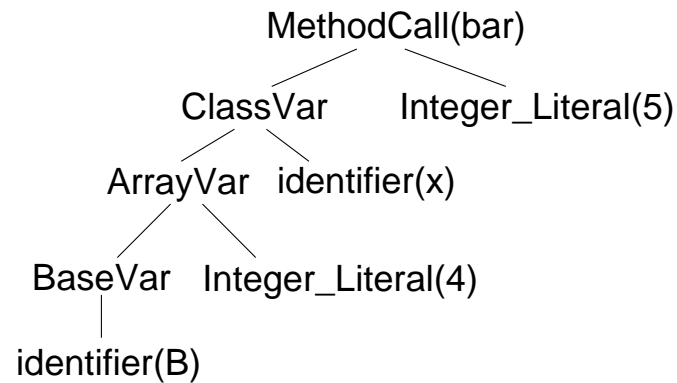 MethodCall(bar)
ClassVar Integer_Literal(5)
ArrayVar identifier(x)
BaseVar Integer_Literal(4)
identifier(B)